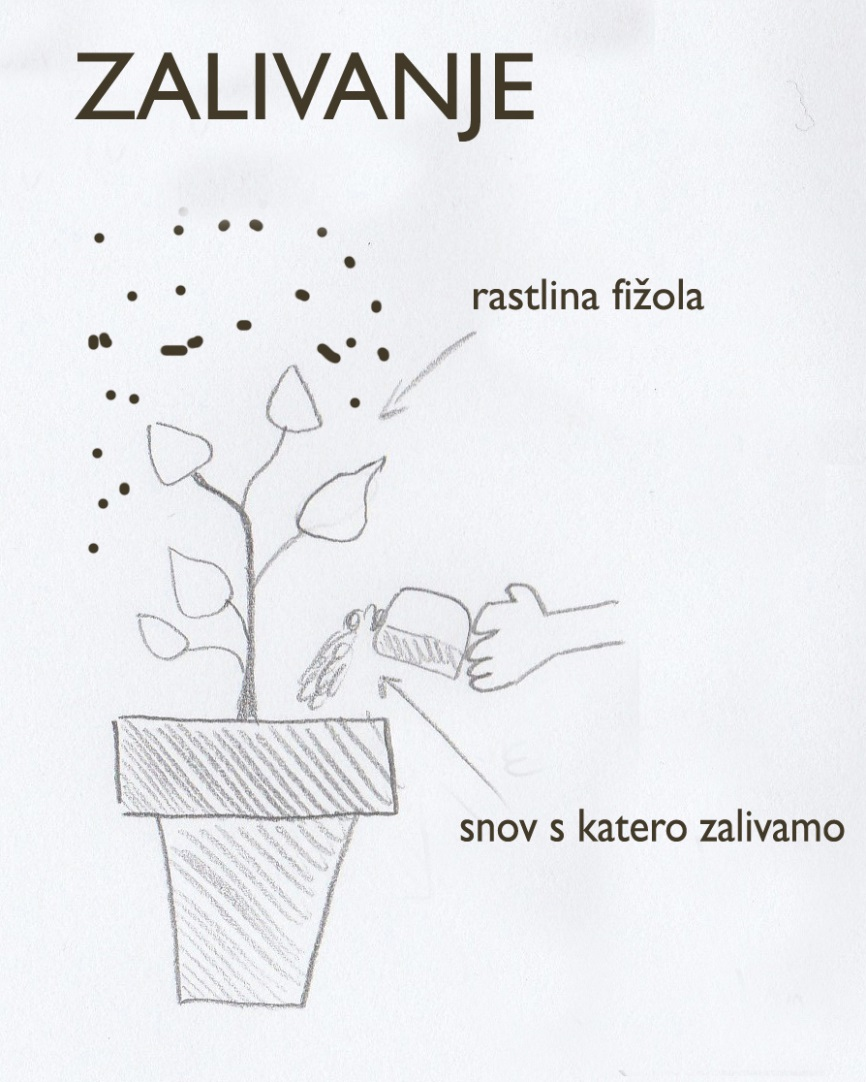 ZALIVANJE
rastlina fižola
snov s katero zalivamo